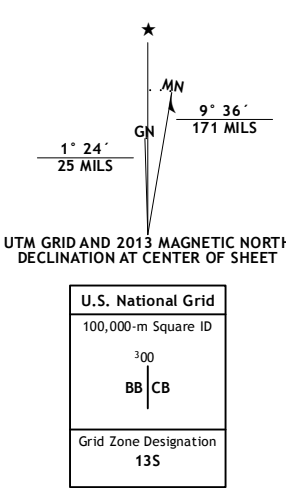 ★
MN
GN
9° 36´
171 MILS
1° 24´
25 MILS
UTM GRID AND 2013 MAGNETIC NORTH
DECLINATION AT CENTER OF SHEET
U.S. National Grid
100,000-m Square ID
³00
BB CB
Grid Zone Designation
13S